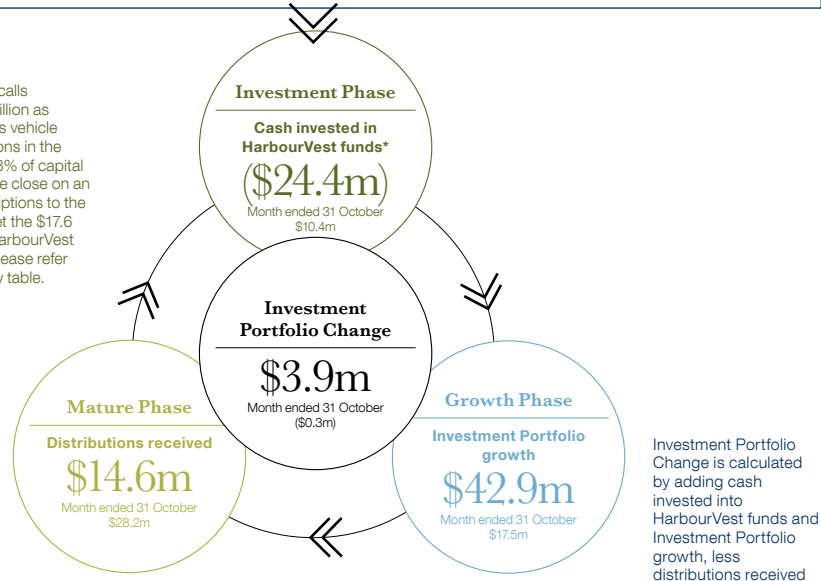 calls
illion as
s vehicle
ons in the
3% of capital
e close on an
iptions to the
et the $17.6
arbourVest
ease refer
w table.
Investment Phase
Cash invested in
HarbourVest funds*
($24.4m)
Month ended 31 October
$10.4m
Investment
Portfolio Change
$3.9m
Month ended 31 October
($0.3m)
Mature Phase
Distributions received
$14.6m
Month ended 31 October
$28.2m
Growth Phase
Investment Portfolio
growth
$42.9m
Month ended 31 October
$17.5m
Investment Portfolio
Change is calculated
by adding cash
invested into
HarbourVest funds and
Investment Portfolio
growth, less
distributions received